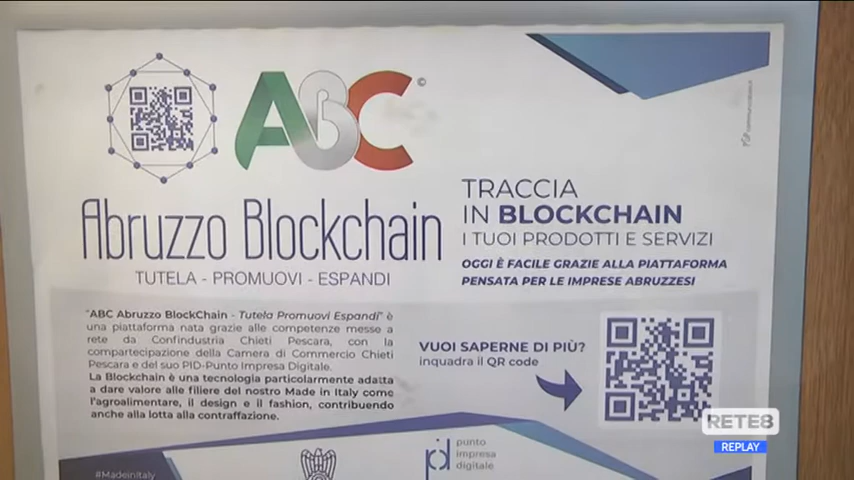 ABC©
Abruzzo Blockchain
TUTELA - PROMUOVI - ESPANDI
TRACCIA
IN BLOCKCHAIN
I TUOI PRODOTTI E SERVIZI
OGGI È FACILE GRAZIE ALLA PIATTAFORMA
PENSATA PER LE IMPRESE ABRUZZESI
"ABC Abruzzo BlockChain - Tutela Promuovi Espandi" è
una piattaforma nata grazie alle competenze messe a
rete da Confindustria Chieti Pescara, con la
compartecipazione della Camera di Commercio Chieti
Pescara e del suo PID-Punto Impresa Digitale.
La Blockchain è una tecnologia particolarmente adatta
a dare valore alle filiere del nostro Made in Italy come
l'agroalimentare, il design e il fashion, contribuendo
anche alla lotta alla contraffazione.
VUOI SAPERNE DI PIÙ?
inquadra il QR code
#MadeinItaly
pid
punto
impresa
digitale
RETE8
REPLAY